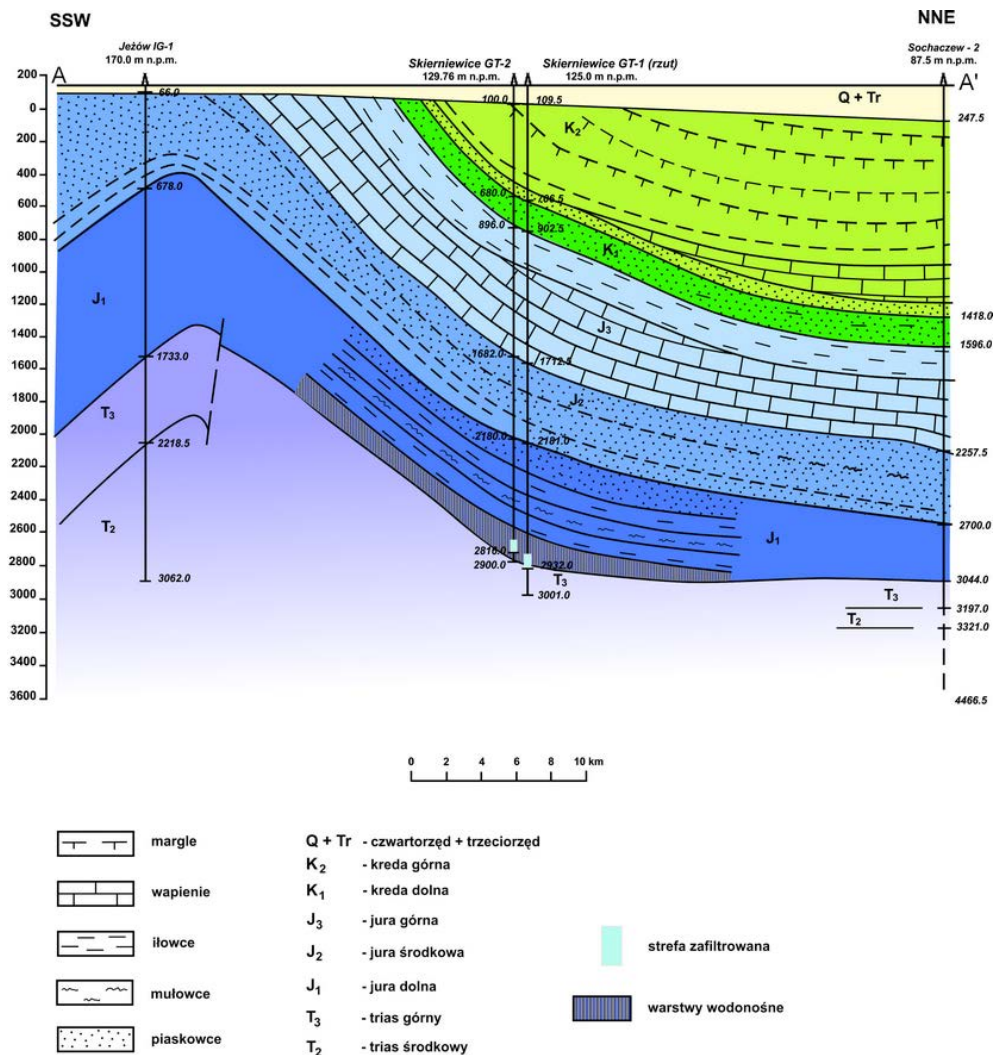 SSW
NNE
Jeżów IG-1
170.0 m n.p.m.
Skierniewice GT-2
129.76 m n.p.m.
Skierniewice GT-1 (rzut)
125.0 m n.p.m.
Sochaczew - 2
87.5 m n.p.m.
A
A'
200
0
200
400
600
800
1000
1200
1400
1600
1800
2000
2200
2400
2600
2800
3000
3200
3400
3600
66.0
678.0
1733.0
2218.5
3062.0
100.0
680.0
896.0
1682.0
2180.0
2816.0
2900.0
109.5
706.5
902.5
1712.5
2181.0
2932.0
3001.0
247.5
1418.0
1596.0
2257.5
2700.0
3044.0
3197.0
3321.0
4466.5
Q + Tr
K₂
K₁
J₃
J₂
J₁
J₁
T₃
T₂
T₃
T₃
T₂
0 2 4 6 8 10 km
margle
wapienie
iłowce
mułowce
piaskowce
Q + Tr - czwartorzęd + trzeciorzęd
K₂ - kreda górna
K₁ - kreda dolna
J₃ - jura górna
J₂ - jura środkowa
J₁ - jura dolna
T₃ - trias górny
T₂ - trias środkowy
strefa zafiltrowana
warstwy wodonośne